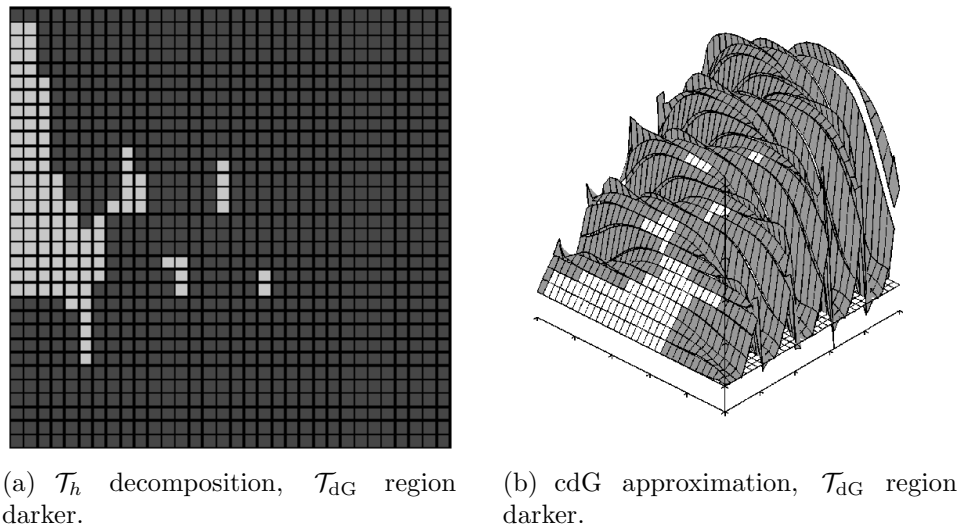 (a) 𝒯_h decomposition, 𝒯_dG region darker.
(b) cdG approximation, 𝒯_dG region darker.